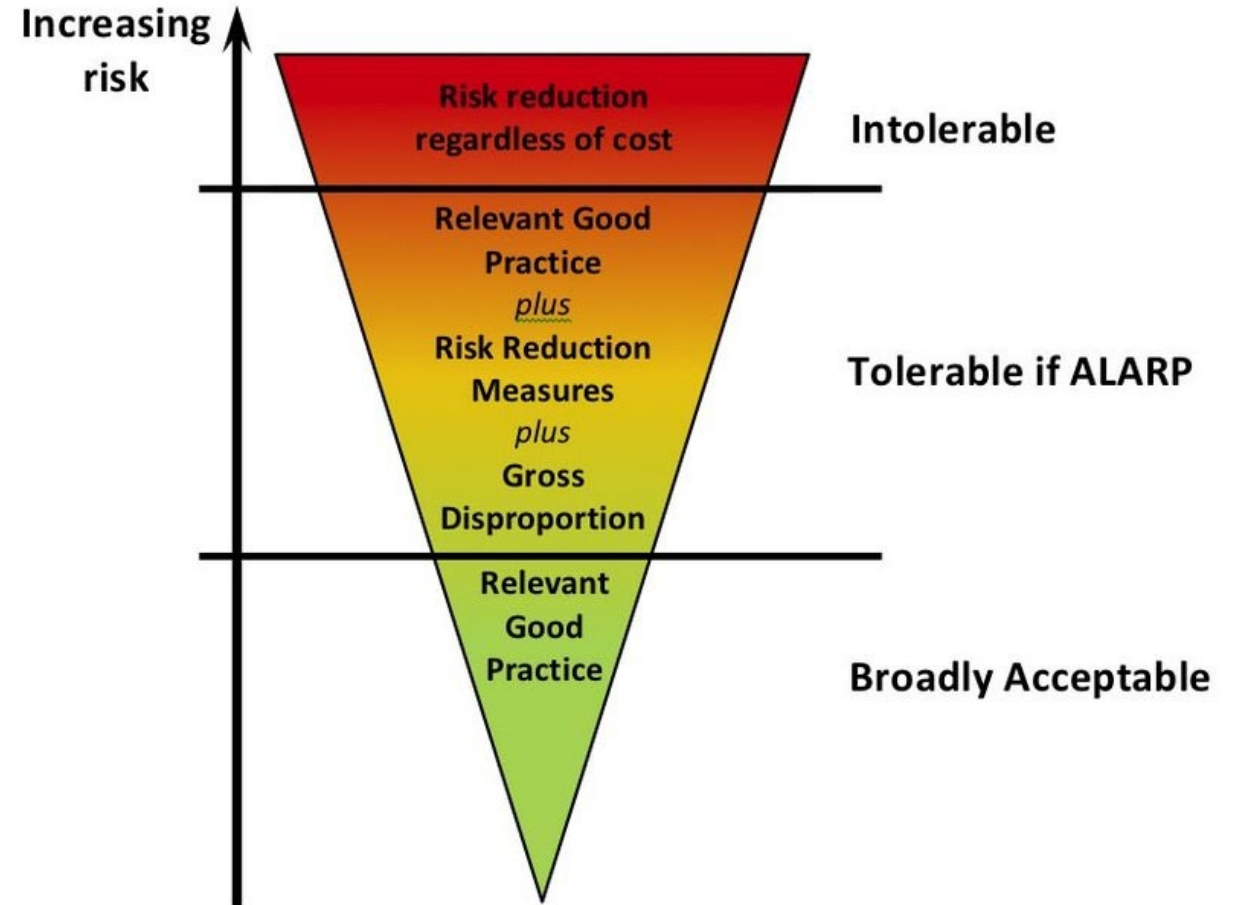 Increasing
risk
Risk reduction
regardless of cost
Intolerable
Relevant Good
Practice
plus
Risk Reduction
Measures
plus
Gross
Disproportion
Tolerable if ALARP
Relevant
Good
Practice
Broadly Acceptable